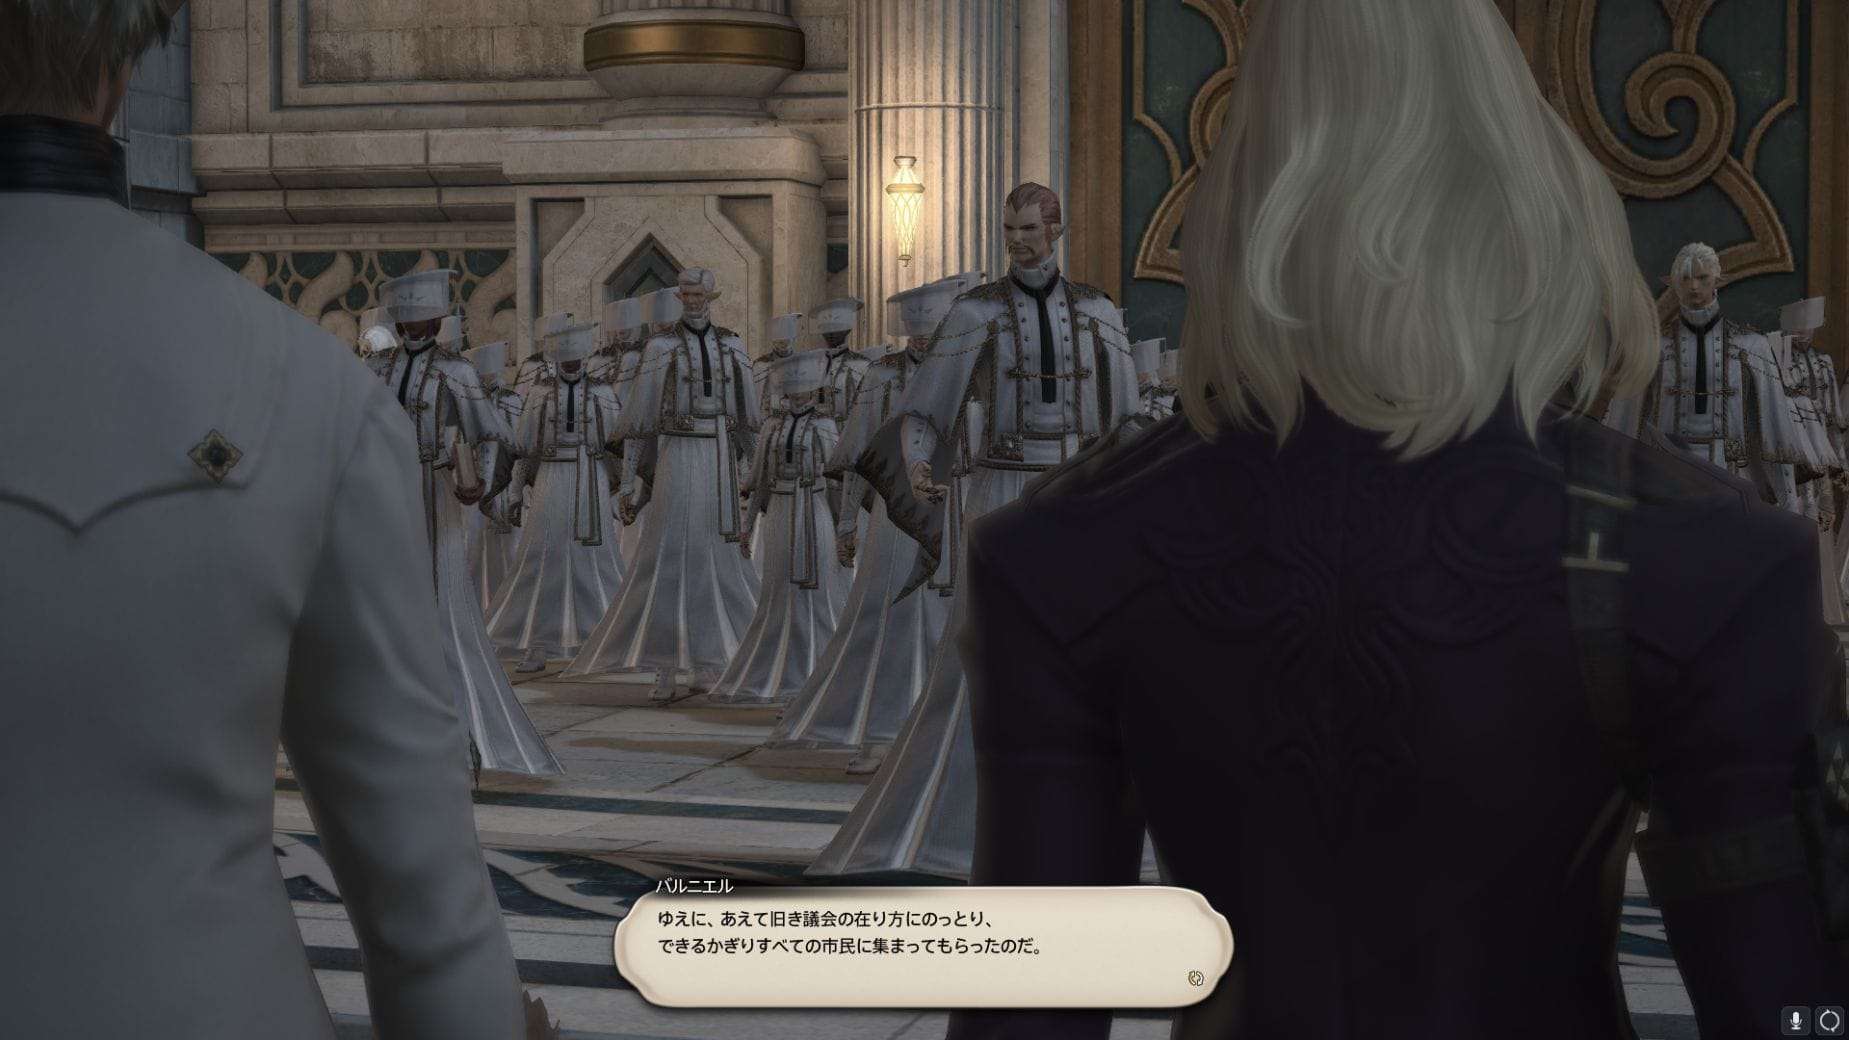 バルニエル
ゆえに、あえて旧き議会の在り方にのっとり、
できるかぎりすべての市民に集まってもらったのだ。